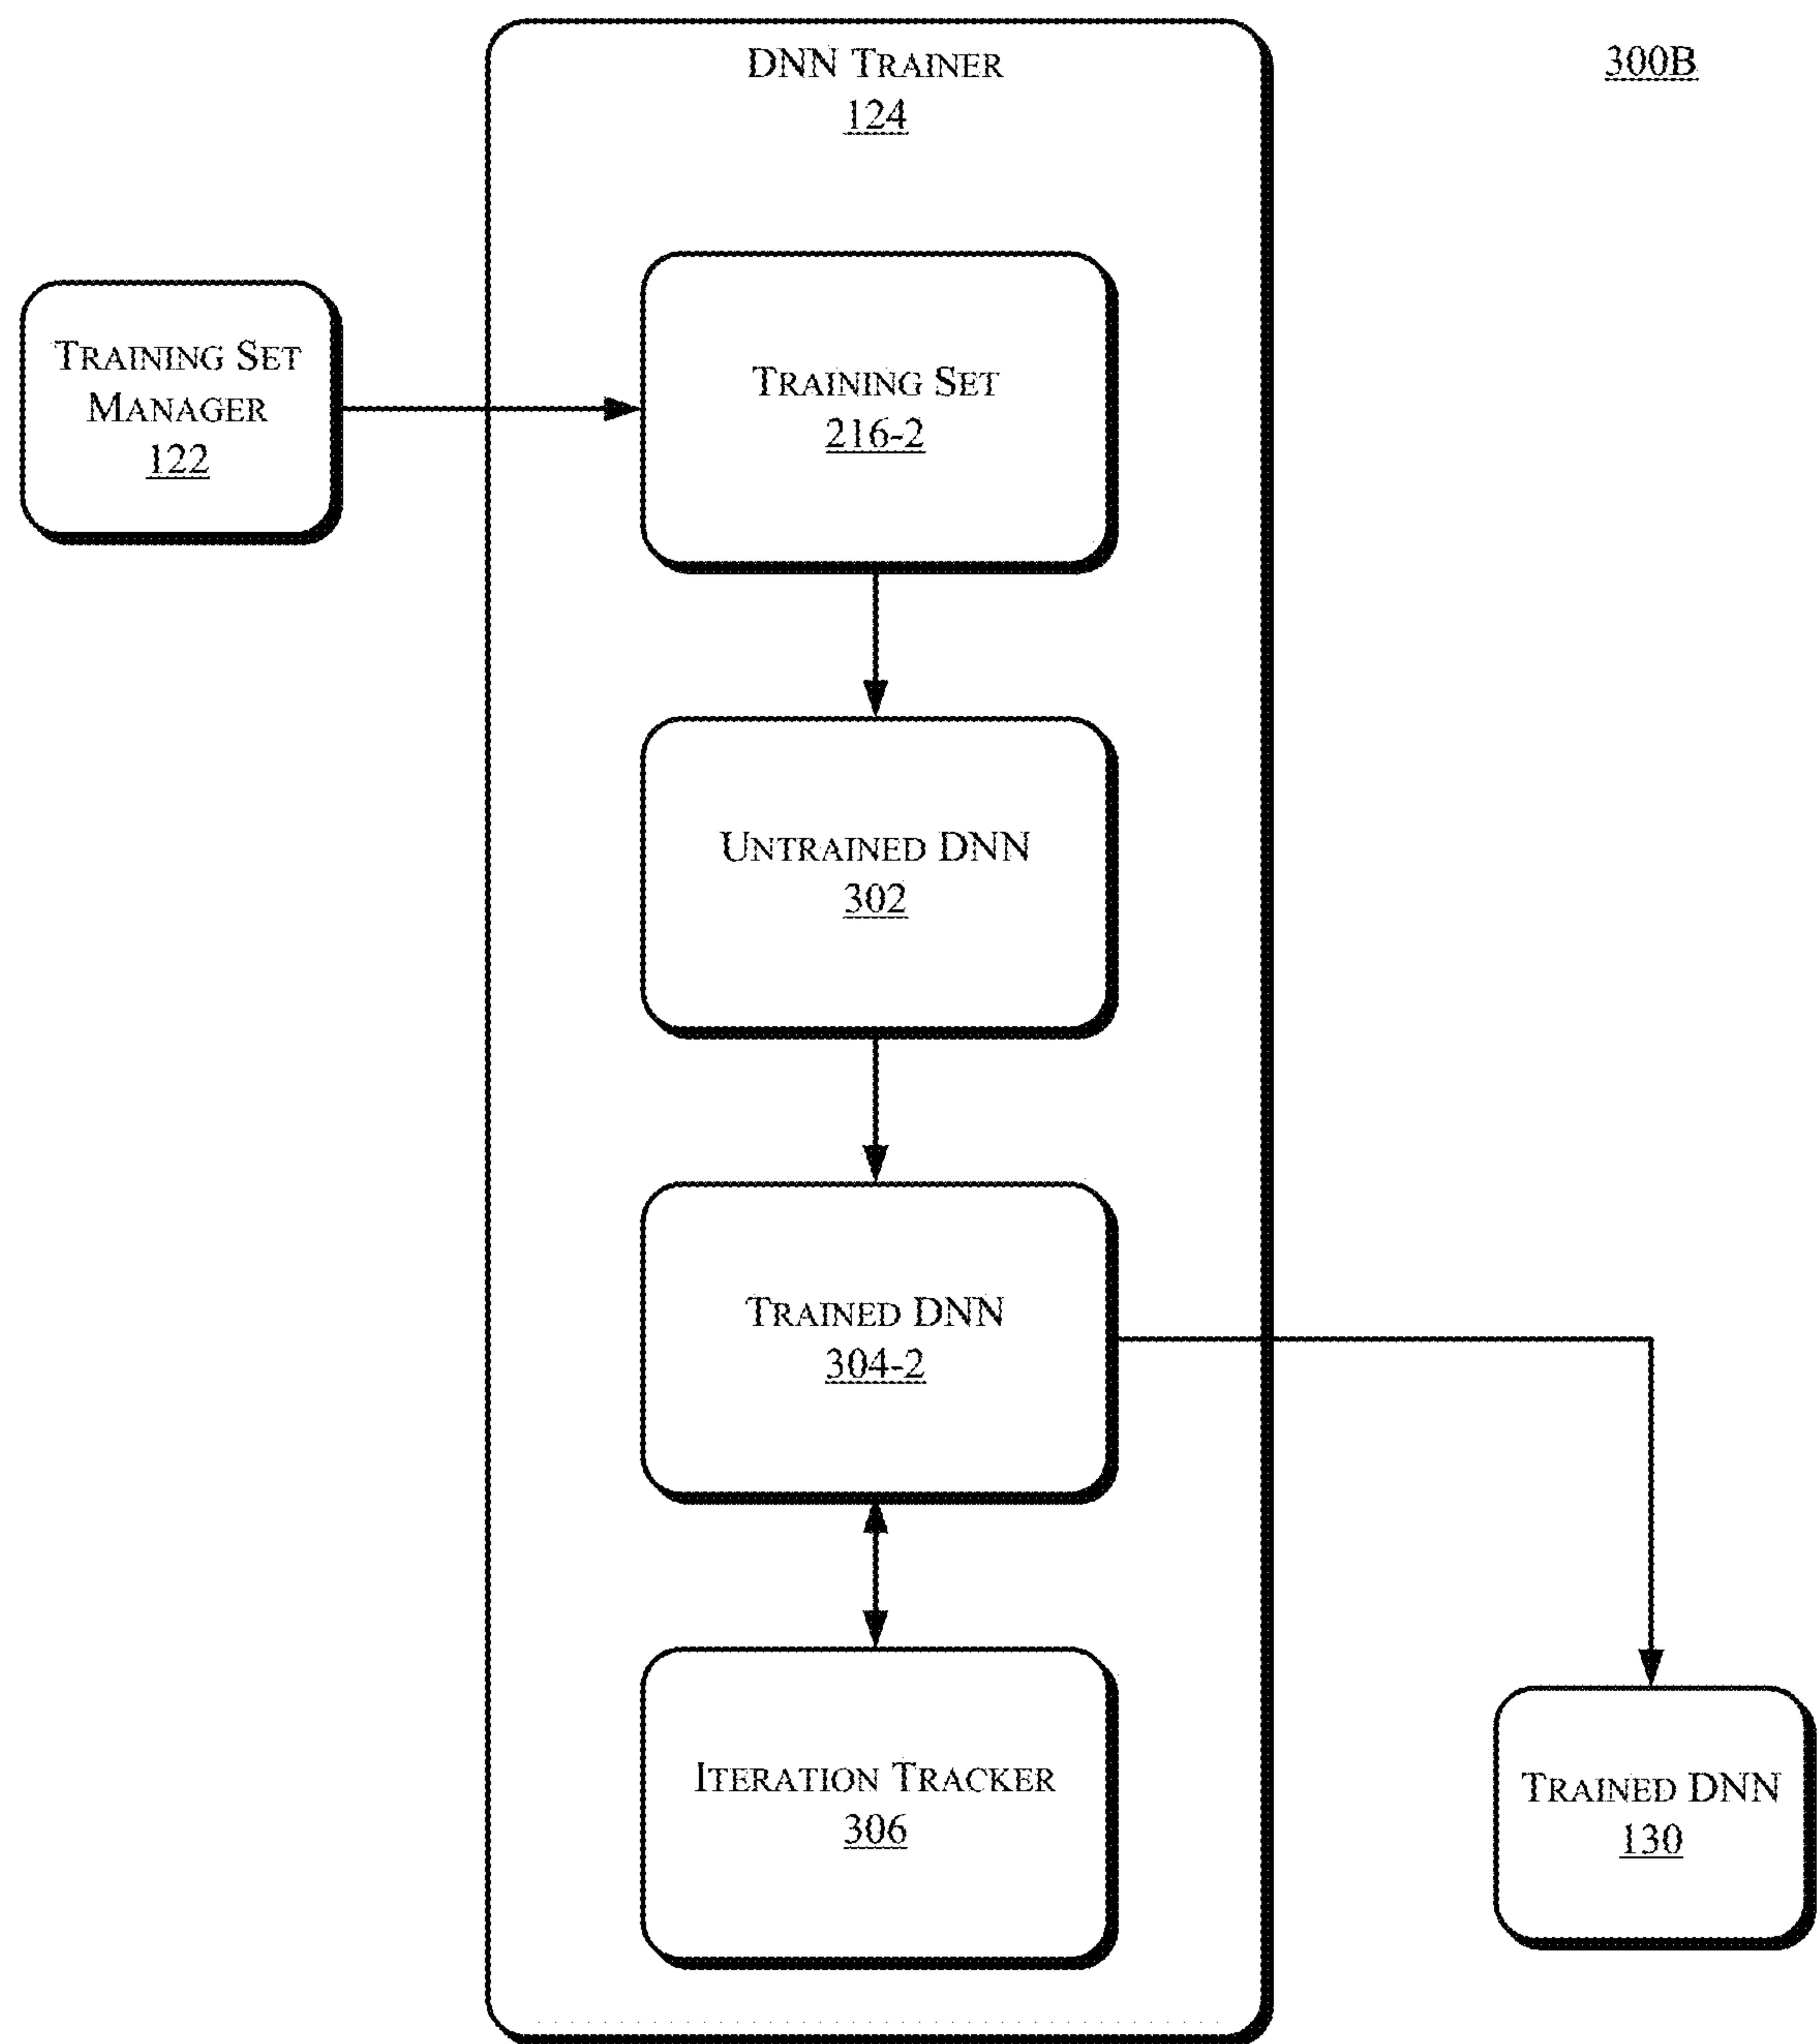 DNN TRAINER
124
300B
TRAINING SET
MANAGER
122
TRAINING SET
216-2
UNTRAINED DNN
302
TRAINED DNN
304-2
ITERATION TRACKER
306
TRAINED DNN
130